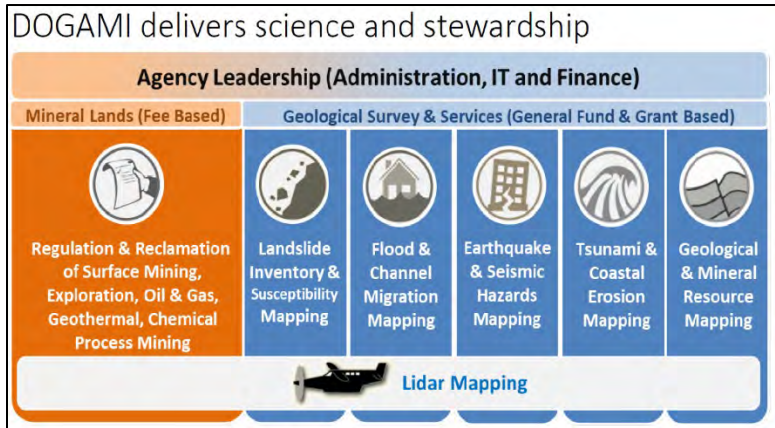 DOGAMI delivers science and stewardship
Agency Leadership (Administration, IT and Finance)
Mineral Lands (Fee Based)
Geological Survey & Services (General Fund & Grant Based)
Regulation & Reclamation
of Surface Mining,
Exploration, Oil & Gas,
Geothermal, Chemical
Process Mining
Landslide
Inventory &
Susceptibility
Mapping
Flood &
Channel
Migration
Mapping
Earthquake
& Seismic
Hazards
Mapping
Tsunami &
Coastal
Erosion
Mapping
Geological
& Mineral
Resource
Mapping
Lidar Mapping